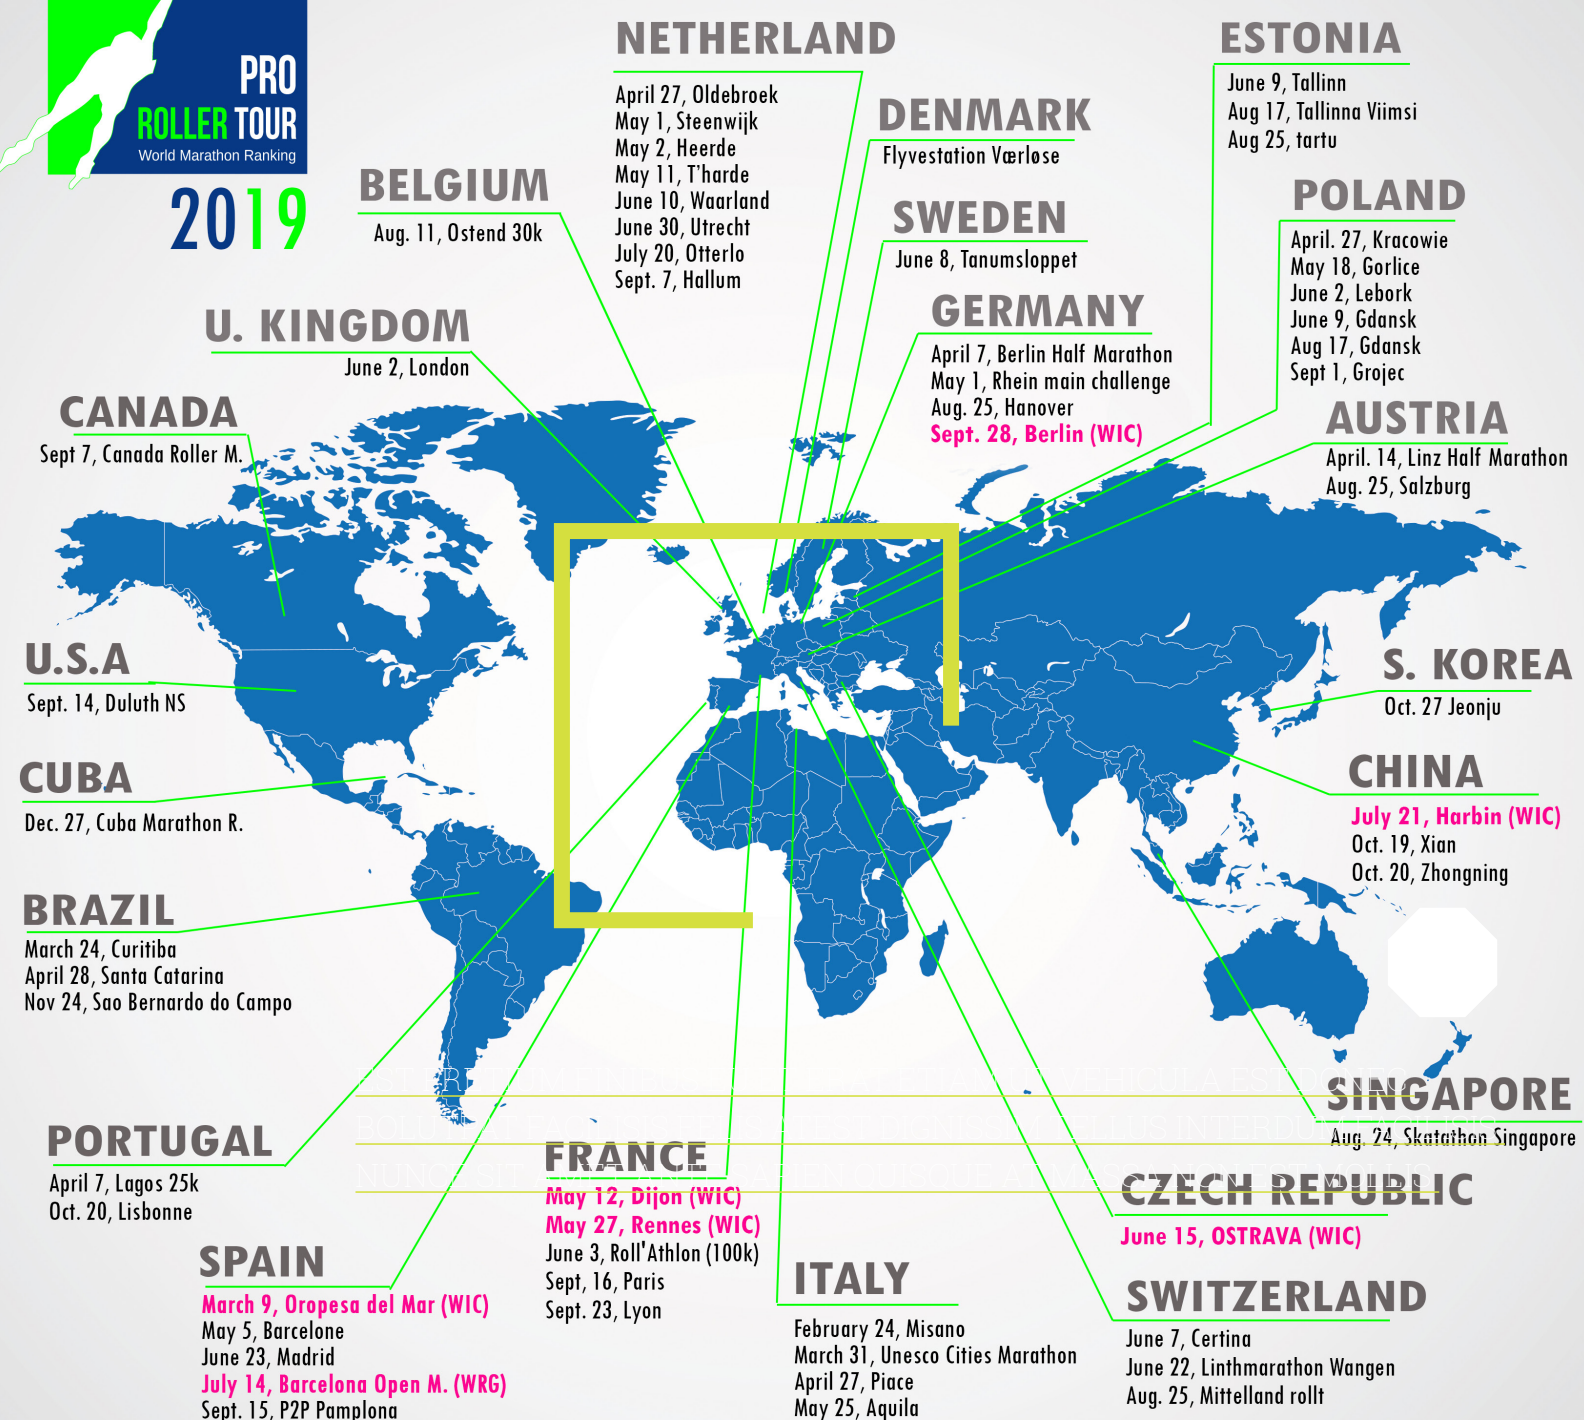 PRO
ROLLER TOUR
World Marathon Ranking
2019
NETHERLAND
April 27, Oldebroek
May 1, Steenwijk
May 2, Heerde
May 11, T'harde
June 10, Waarland
June 30, Utrecht
July 20, Otterlo
Sept. 7, Hallum
ESTONIA
June 9, Tallinn
Aug 17, Tallinna Viimsi
Aug 25, tartu
DENMARK
Flyvestation Værløse
BELGIUM
Aug. 11, Ostend 30k
SWEDEN
June 8, Tanumsloppet
POLAND
April. 27, Kracowie
May 18, Gorlice
June 2, Lebork
June 9, Gdansk
Aug 17, Gdansk
Sept 1, Grojec
U. KINGDOM
June 2, London
GERMANY
April 7, Berlin Half Marathon
May 1, Rhein main challenge
Aug. 25, Hanover
Sept. 28, Berlin (WIC)
CANADA
Sept 7, Canada Roller M.
AUSTRIA
April. 14, Linz Half Marathon
Aug. 25, Salzburg
U.S.A
Sept. 14, Duluth NS
S. KOREA
Oct. 27 Jeonju
CUBA
Dec. 27, Cuba Marathon R.
CHINA
July 21, Harbin (WIC)
Oct. 19, Xian
Oct. 20, Zhongning
BRAZIL
March 24, Curitiba
April 28, Santa Catarina
Nov 24, Sao Bernardo do Campo
SINGAPORE
Aug. 24, Skatathon Singapore
PORTUGAL
April 7, Lagos 25k
Oct. 20, Lisbonne
FRANCE
May 12, Dijon (WIC)
May 27, Rennes (WIC)
June 3, Roll'Athlon (100k)
Sept, 16, Paris
Sept. 23, Lyon
CZECH REPUBLIC
June 15, OSTRAVA (WIC)
SPAIN
March 9, Oropesa del Mar (WIC)
May 5, Barcelone
June 23, Madrid
July 14, Barcelona Open M. (WRG)
Sept. 15, P2P Pamplona
ITALY
February 24, Misano
March 31, Unesco Cities Marathon
April 27, Piace
May 25, Aquila
SWITZERLAND
June 7, Certina
June 22, Linthmarathon Wangen
Aug. 25, Mittelland rollt